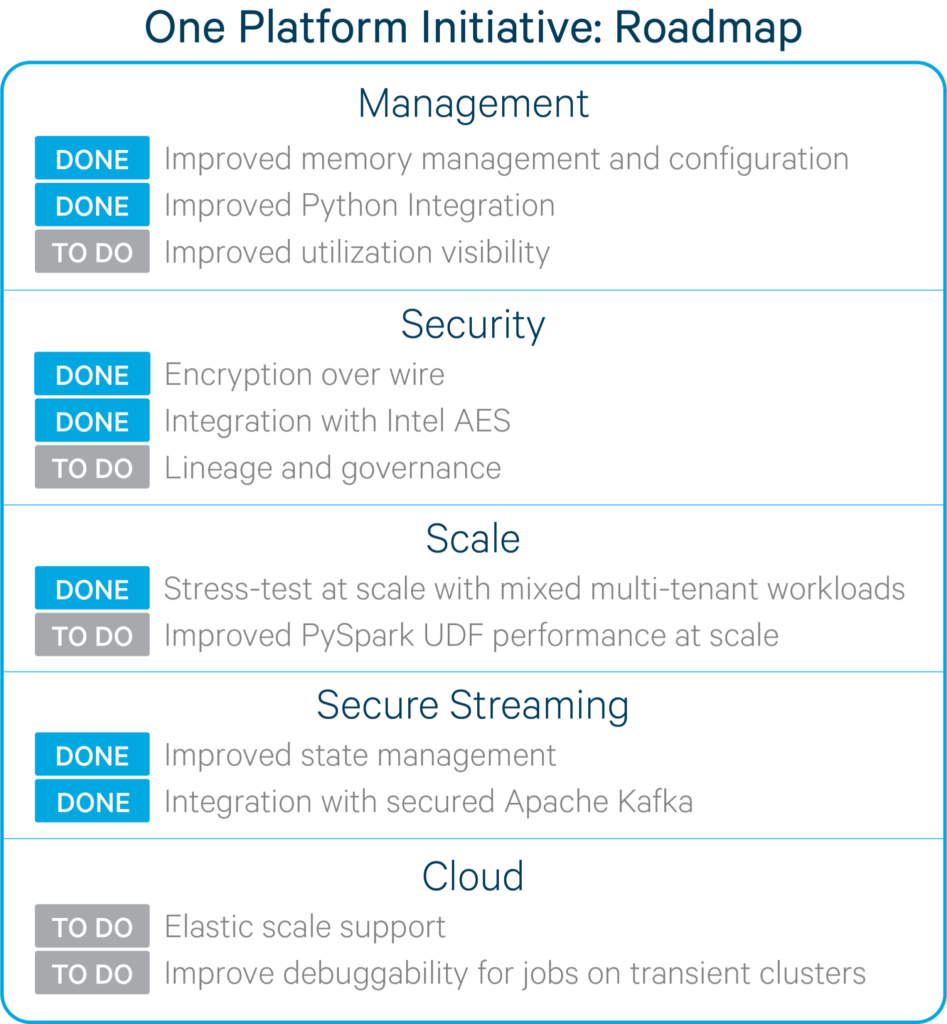 One Platform Initiative: Roadmap
Management
DONE Improved memory management and configuration
DONE Improved Python Integration
TO DO Improved utilization visibility
Security
DONE Encryption over wire
DONE Integration with Intel AES
TO DO Lineage and governance
Scale
DONE Stress-test at scale with mixed multi-tenant workloads
TO DO Improved PySpark UDF performance at scale
Secure Streaming
DONE Improved state management
DONE Integration with secured Apache Kafka
Cloud
TO DO Elastic scale support
TO DO Improve debuggability for jobs on transient clusters